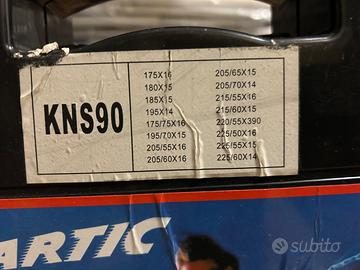 KNS90
175X16
180X15
185X15
195X14
175/75X16
195/70X15
205/55X16
205/60X16
205/65X15
205/70X14
215/55X16
215/60X15
220/55X390
225/50X16
225/55X15
225/60X14
ARTIC
subito